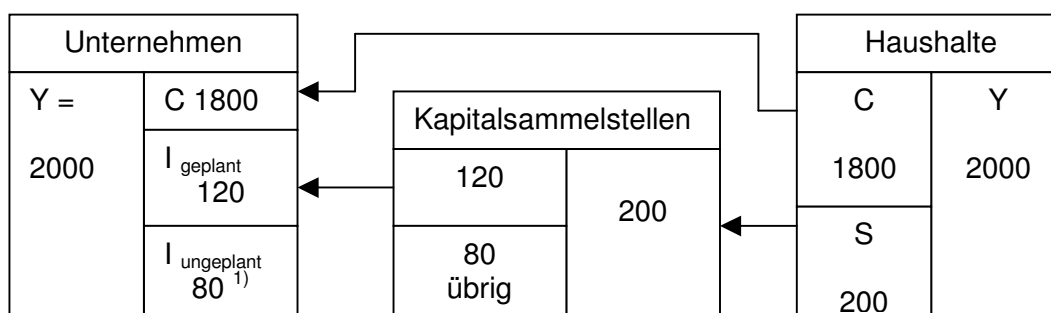 Unternehmen
Y =
2000
C 1800
I geplant
120
I ungeplant
80 1)
Kapitalsammelstellen
120
80
übrig
200
Haushalte
C
1800
S
200
Y
2000